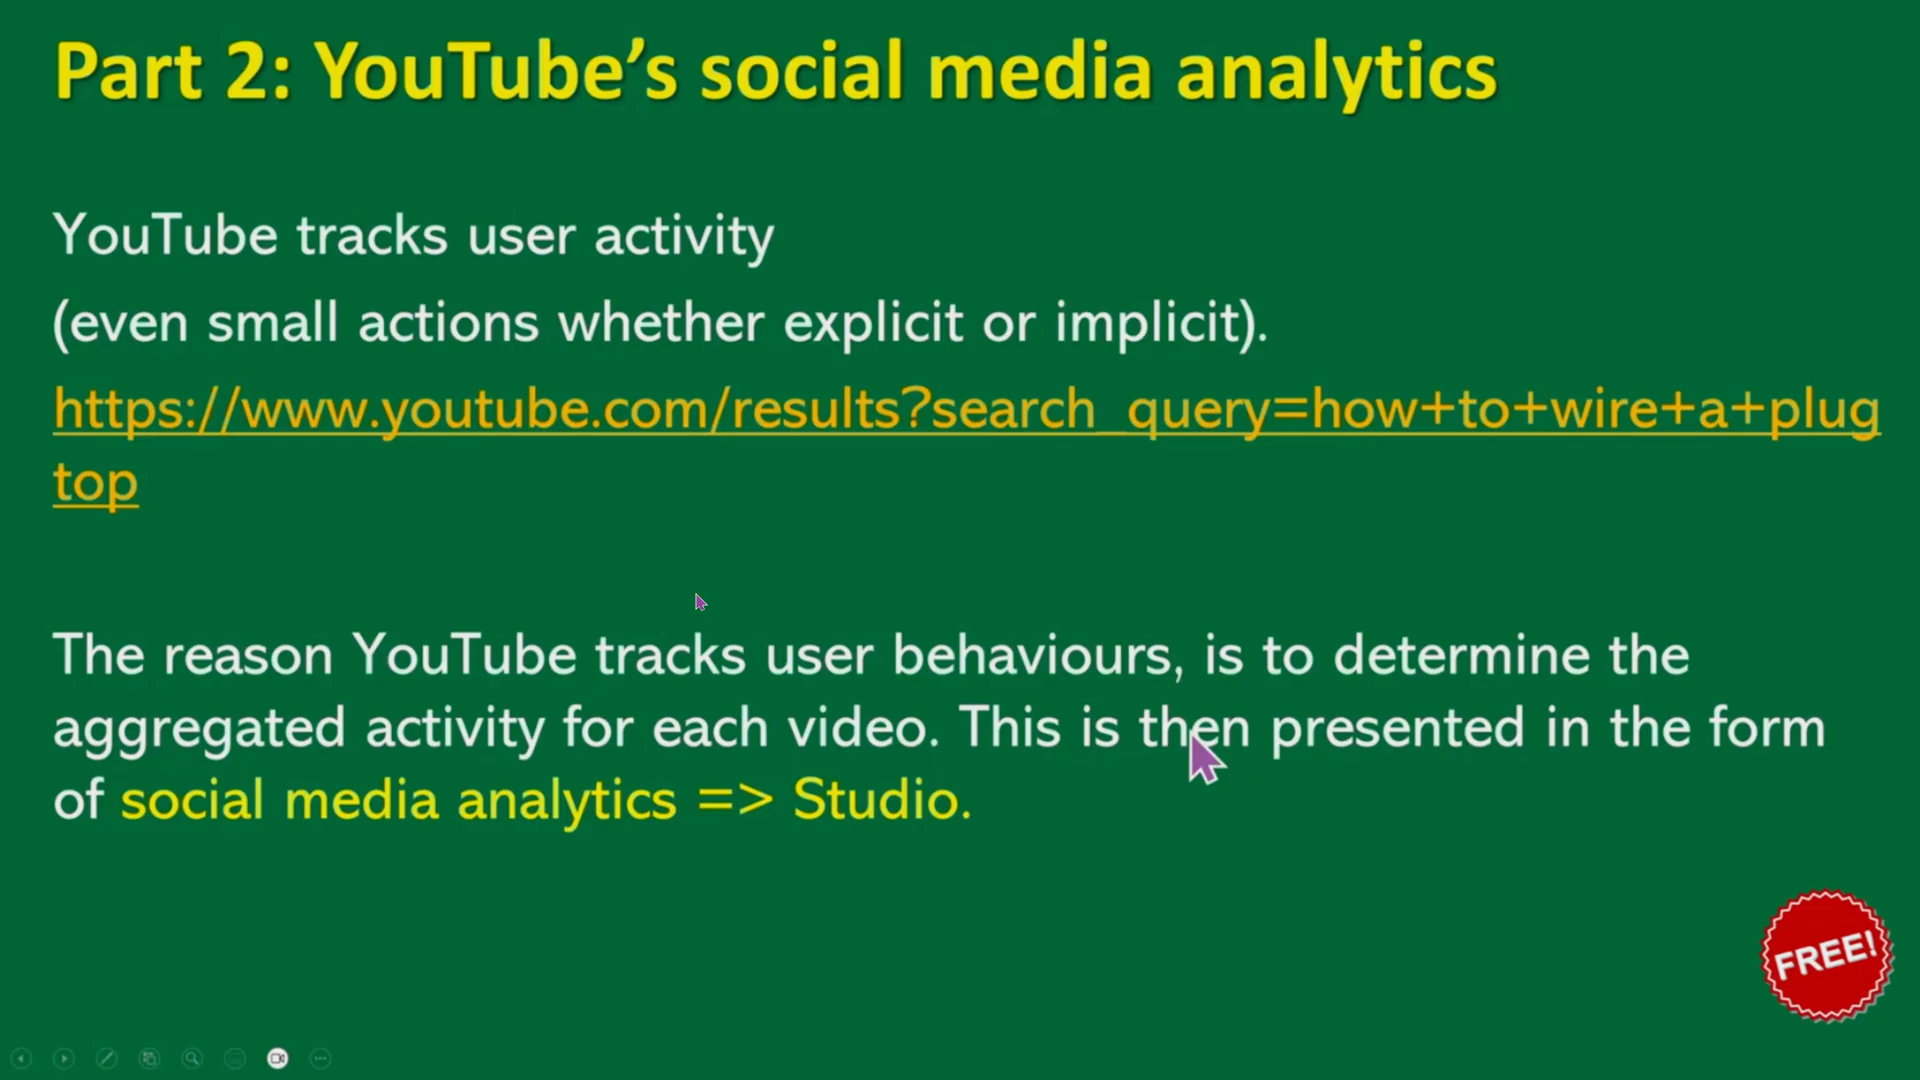 Part 2: YouTube’s social media analytics
YouTube tracks user activity
(even small actions whether explicit or implicit).
https://www.youtube.com/results?search_query=how+to+wire+a+plug
top
The reason YouTube tracks user behaviours, is to determine the
aggregated activity for each video. This is then presented in the form
of social media analytics => Studio.
FREE!